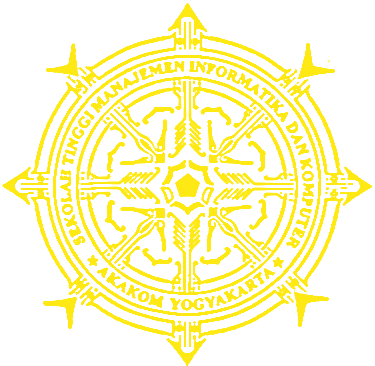 SEKOLAH TINGGI MANAJEMEN INFORMATIKA DAN KOMPUTER
★ AKAKOM YOGYAKARTA ★